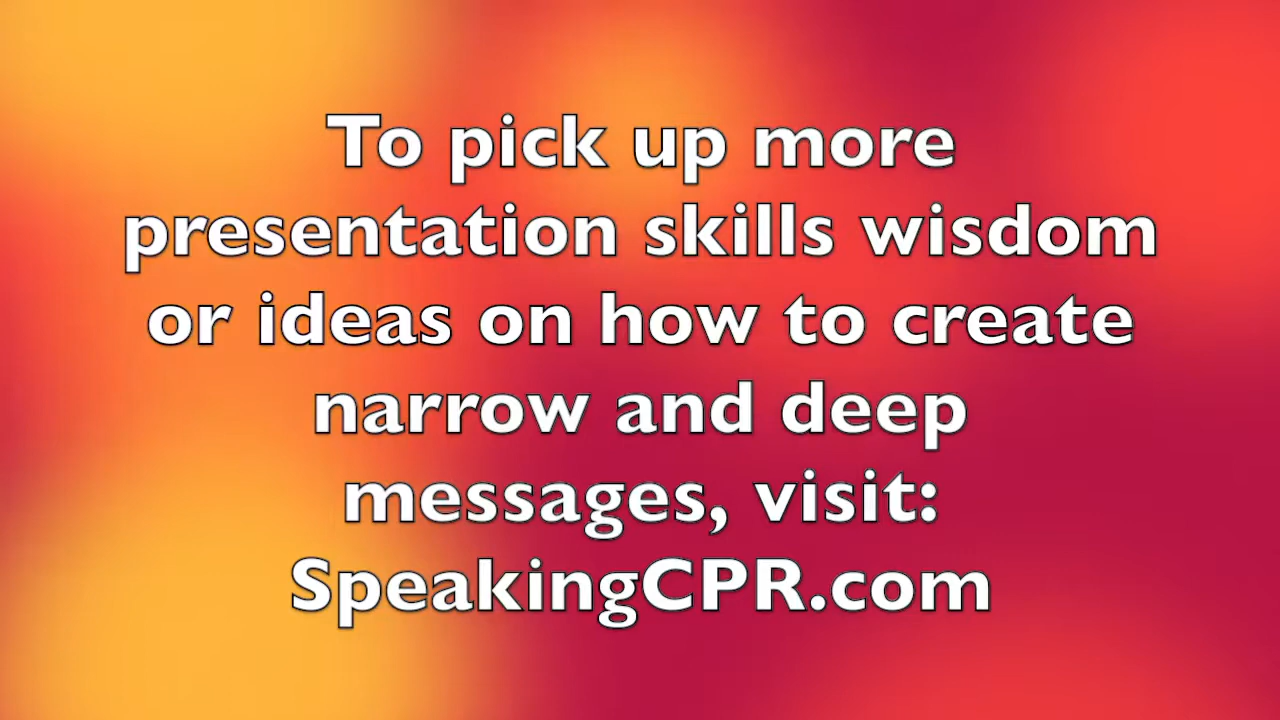 To pick up more
presentation skills wisdom
or ideas on how to create
narrow and deep
messages, visit:
SpeakingCPR.com